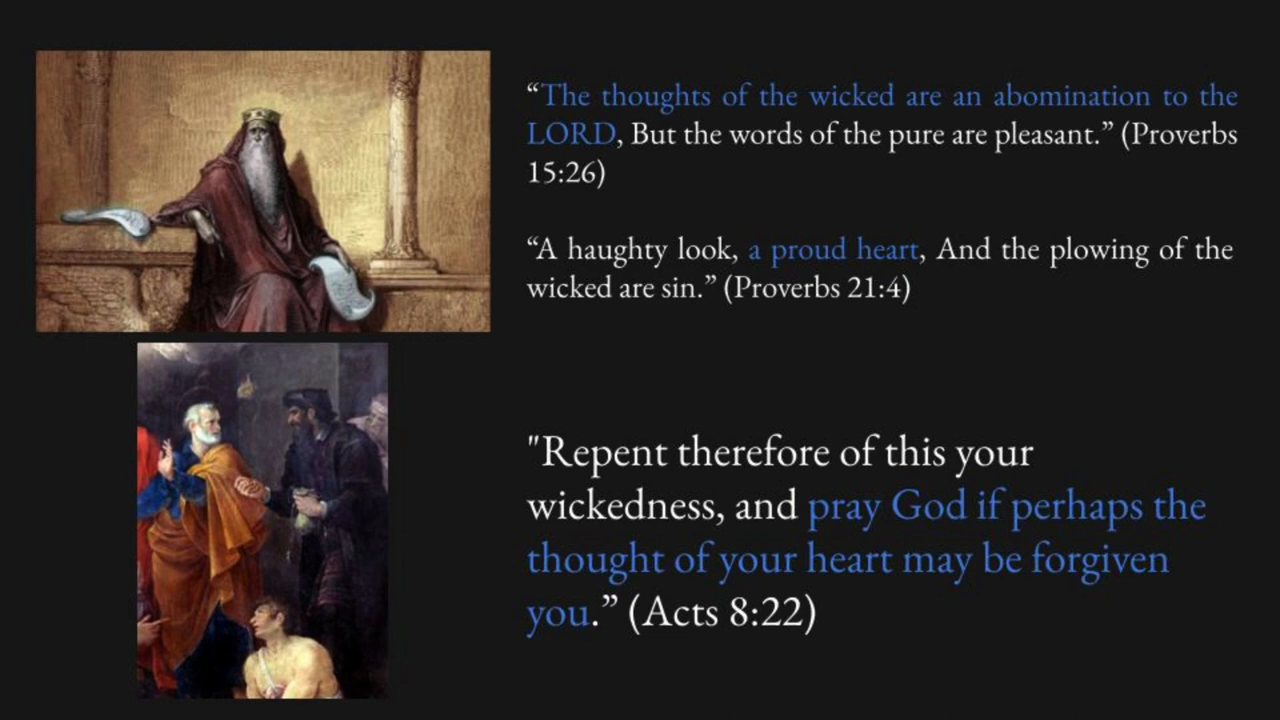 “The thoughts of the wicked are an abomination to the
LORD, But the words of the pure are pleasant.” (Proverbs
15:26)
“A haughty look, a proud heart, And the plowing of the
wicked are sin.” (Proverbs 21:4)
"Repent therefore of this your
wickedness, and pray God if perhaps the
thought of your heart may be forgiven
you.” (Acts 8:22)